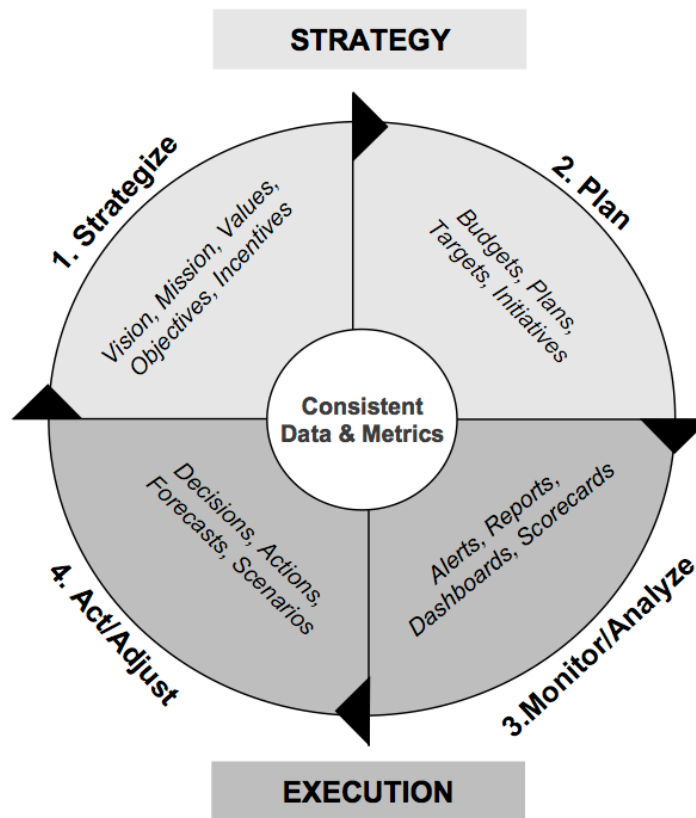 STRATEGY
1. Strategize
Vision, Mission, Values,
Objectives, Incentives
2. Plan
Budgets, Plans,
Targets, Initiatives
Consistent
Data & Metrics
Decisions, Actions,
Forecasts, Scenarios
4. Act/Adjust
Alerts, Reports,
Dashboards, Scorecards
3.Monitor/Analyze
EXECUTION